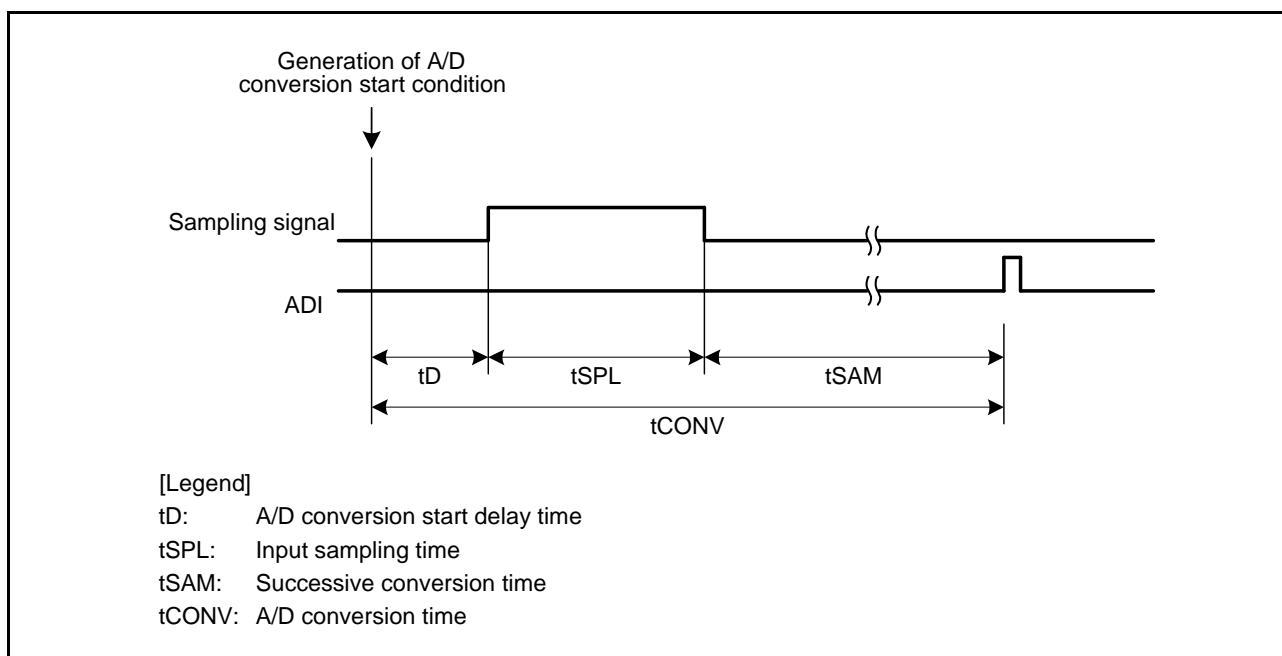 Generation of A/D
conversion start condition
Sampling signal
ADI
tD
tSPL
tSAM
tCONV
[Legend]
tD: A/D conversion start delay time
tSPL: Input sampling time
tSAM: Successive conversion time
tCONV: A/D conversion time